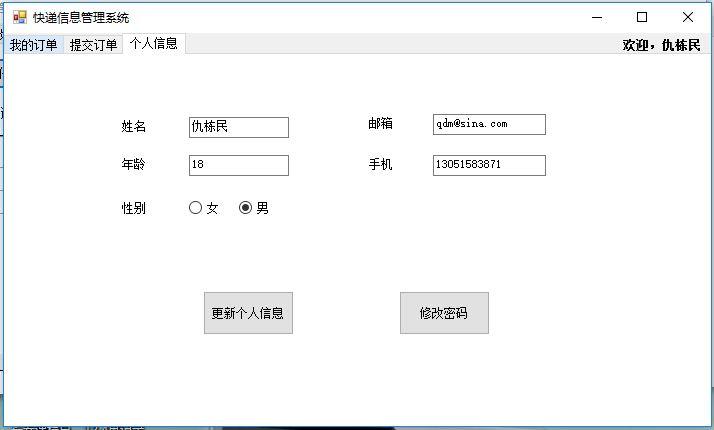 快递信息管理系统
我的订单 提交订单 个人信息 欢迎，仇栋民
姓名 仇栋民 邮箱 qdm@sina.com
年龄 18 手机 13051583871
性别 女 男
更新个人信息 修改密码